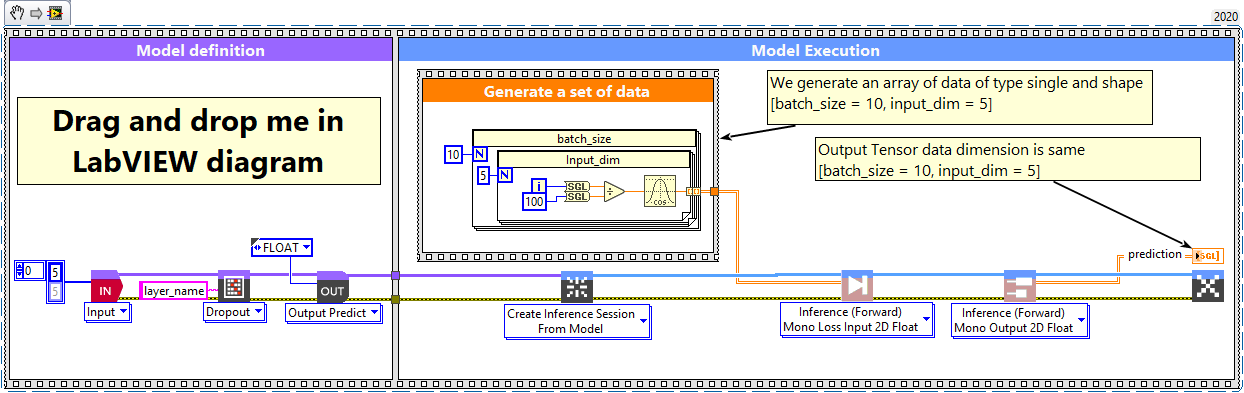 2020
Model definition
Model Execution
Drag and drop me in
LabVIEW diagram
Generate a set of data
We generate an array of data of type single and shape
[batch_size = 10, input_dim = 5]
Output Tensor data dimension is same
[batch_size = 10, input_dim = 5]
batch_size
10
N
Input_dim
5
N
i
SGL
100
SGL
÷
COS
FLOAT
0
5
5
IN
layer_name
OUT
prediction
SGL
Input
Dropout
Output Predict
Create Inference Session
From Model
Inference (Forward)
Mono Loss Input 2D Float
Inference (Forward)
Mono Output 2D Float